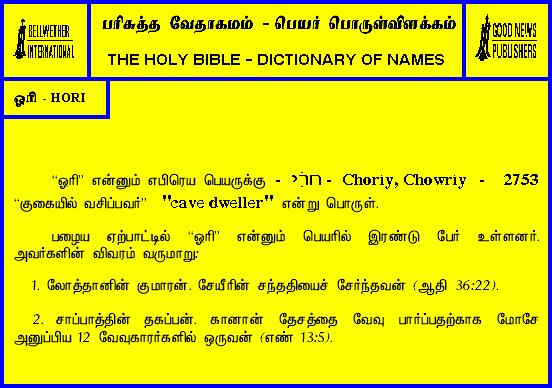 BELLWETHER
INTERNATIONAL
பரிசுத்த வேதாகமம் - பெயர் பொருள்விளக்கம்
THE HOLY BIBLE - DICTIONARY OF NAMES
GOOD NEWS
PUBLISHERS
ஓரி - HORI
“ஓரி” என்னும் எபிரெய பெயருக்கு - חֹרִי - Choriy, Chowriy - 2753
“குகையில் வசிப்பவர்” "cave dweller" என்று பொருள்.
பழைய ஏற்பாட்டில் “ஓரி” என்னும் பெயரில் இரண்டு பேர் உள்ளனர்.
அவர்களின் விவரம் வருமாறு:
1. லோத்தானின் குமாரன். சேயீரின் சந்ததியைச் சேர்ந்தவன் (ஆதி 36:22).
2. சாப்பாத்தின் தகப்பன். கானான் தேசத்தை வேவு பார்ப்பதற்காக மோசே
அனுப்பிய 12 வேவுகாரர்களில் ஒருவன் (எண் 13:5).